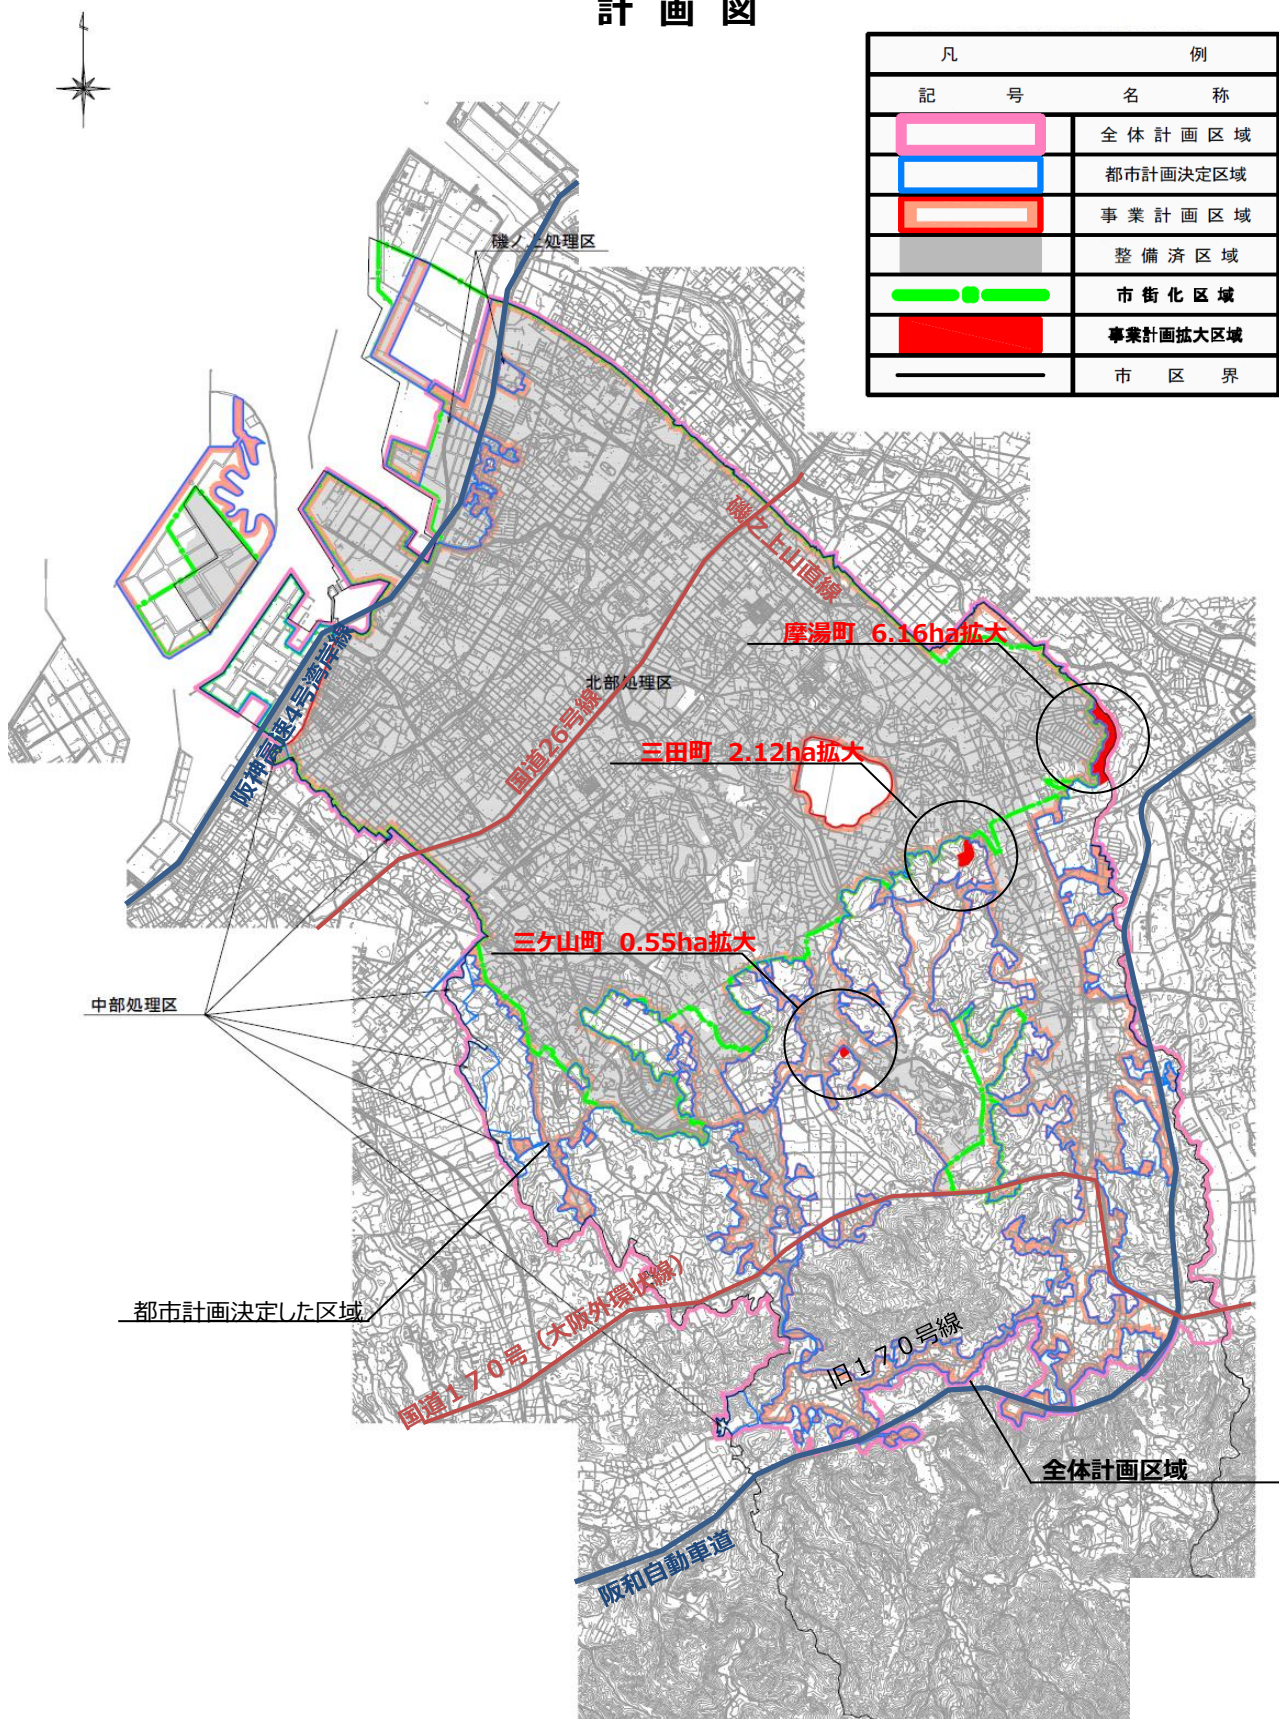 計画図
凡例
記号 名称
全体計画区域
都市計画決定区域
事業計画区域
整備済区域
市街化区域
事業計画拡大区域
市区界
磯ノ上処理区
磯之上山直線
摩湯町 6.16ha拡大
北部処理区
阪神高速4号湾岸線
国道26号線
三田町 2.12ha拡大
三ケ山町 0.55ha拡大
中部処理区
都市計画決定した区域
国道170号（大阪外環状線）
旧170号線
全体計画区域
阪和自動車道